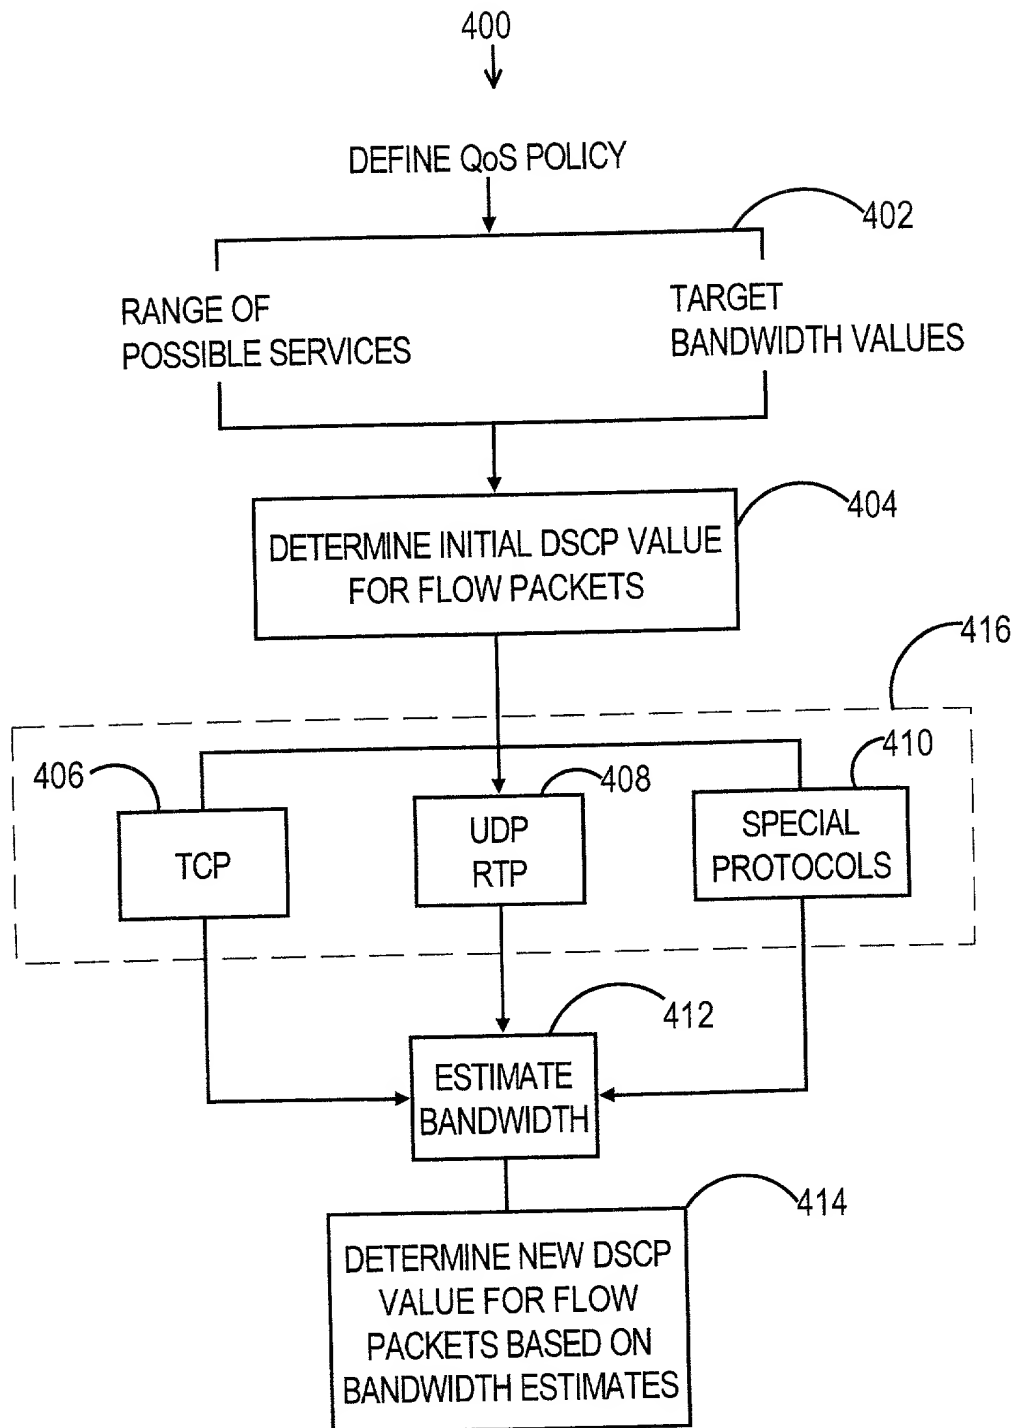 400
DEFINE QoS POLICY
402
RANGE OF
POSSIBLE SERVICES
TARGET
BANDWIDTH VALUES
404
DETERMINE INITIAL DSCP VALUE
FOR FLOW PACKETS
416
406
408
410
TCP
UDP
RTP
SPECIAL
PROTOCOLS
412
ESTIMATE
BANDWIDTH
414
DETERMINE NEW DSCP
VALUE FOR FLOW
PACKETS BASED ON
BANDWIDTH ESTIMATES